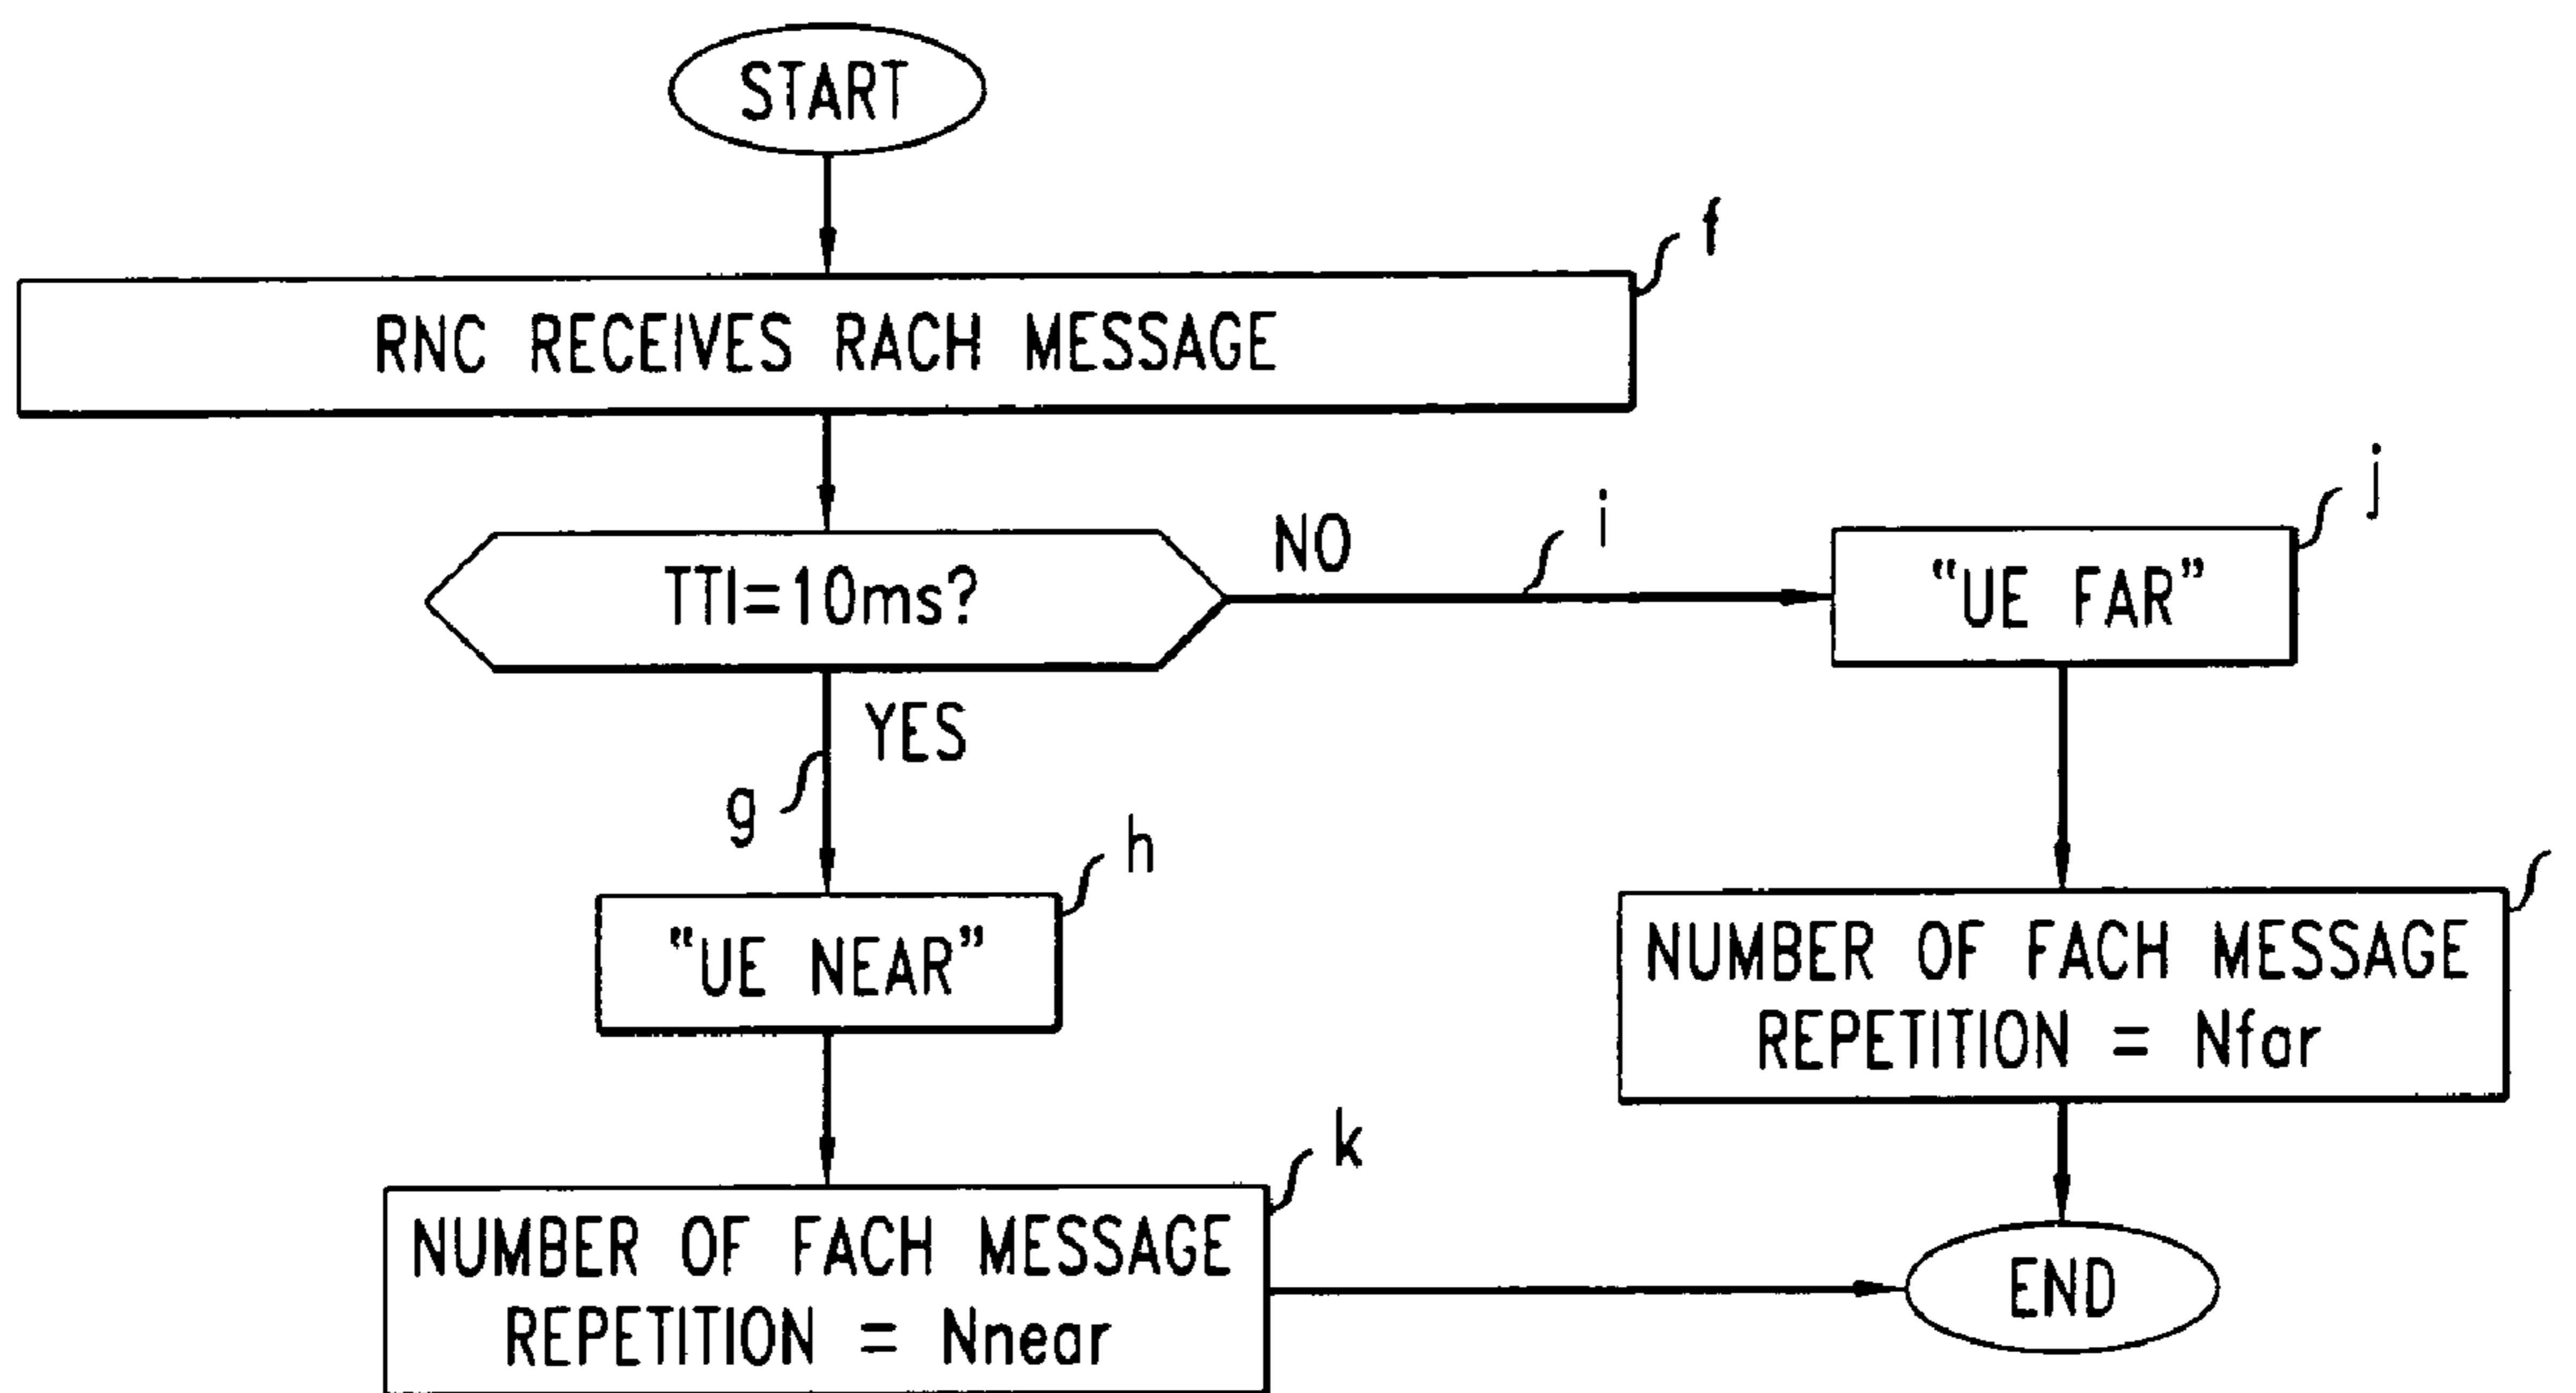 START
f
RNC RECEIVES RACH MESSAGE
TTI=10ms?
NO
i
j
"UE FAR"
YES
g
h
"UE NEAR"
NUMBER OF FACH MESSAGE
REPETITION = Nfar
k
NUMBER OF FACH MESSAGE
REPETITION = Nnear
END